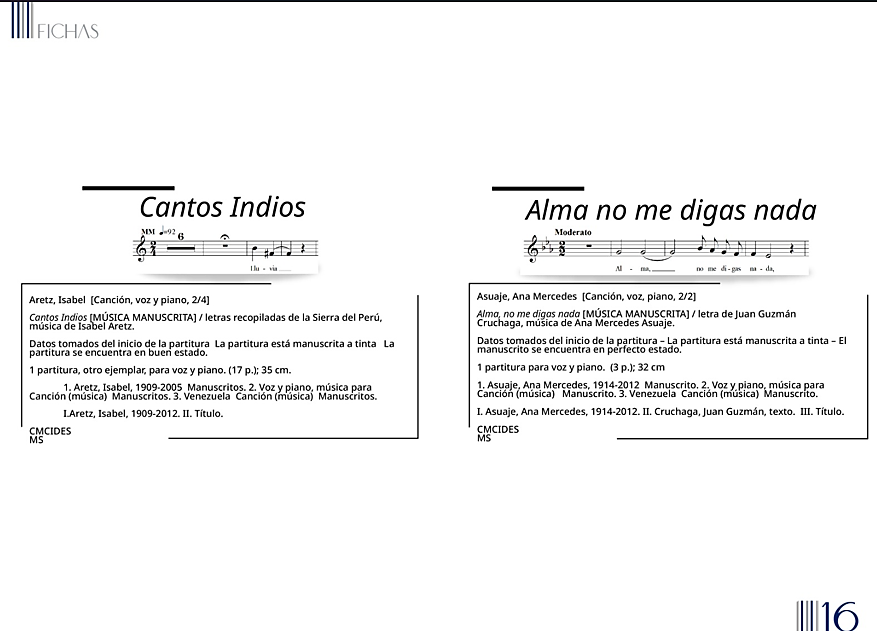 FICHAS
Cantos Indios
MM ♩=92 6
Llu - via
Aretz, Isabel [Canción, voz y piano, 2/4]
Cantos Indios [MÚSICA MANUSCRITA] / letras recopiladas de la Sierra del Perú,
música de Isabel Aretz.
Datos tomados del inicio de la partitura La partitura está manuscrita a tinta La
partitura se encuentra en buen estado.
1 partitura, otro ejemplar, para voz y piano. (17 p.); 35 cm.
1. Aretz, Isabel, 1909-2005 Manuscritos. 2. Voz y piano, música para
Canción (música) Manuscritos. 3. Venezuela Canción (música) Manuscritos.
I.Aretz, Isabel, 1909-2012. II. Título.
CMCIDES
MS
Alma no me digas nada
Moderato
Al - ma, no me di - gas na - da,
Asuaje, Ana Mercedes [Canción, voz, piano, 2/2]
Alma, no me digas nada [MÚSICA MANUSCRITA] / letra de Juan Guzmán
Cruchaga, música de Ana Mercedes Asuaje.
Datos tomados del inicio de la partitura – La partitura está manuscrita a tinta – El
manuscrito se encuentra en perfecto estado.
1 partitura para voz y piano. (3 p.); 32 cm
1. Asuaje, Ana Mercedes, 1914-2012 Manuscrito. 2. Voz y piano, música para
Canción (música) Manuscrito. 3. Venezuela Canción (música) Manuscrito.
I. Asuaje, Ana Mercedes, 1914-2012. II. Cruchaga, Juan Guzmán, texto. III. Título.
CMCIDES
MS
16